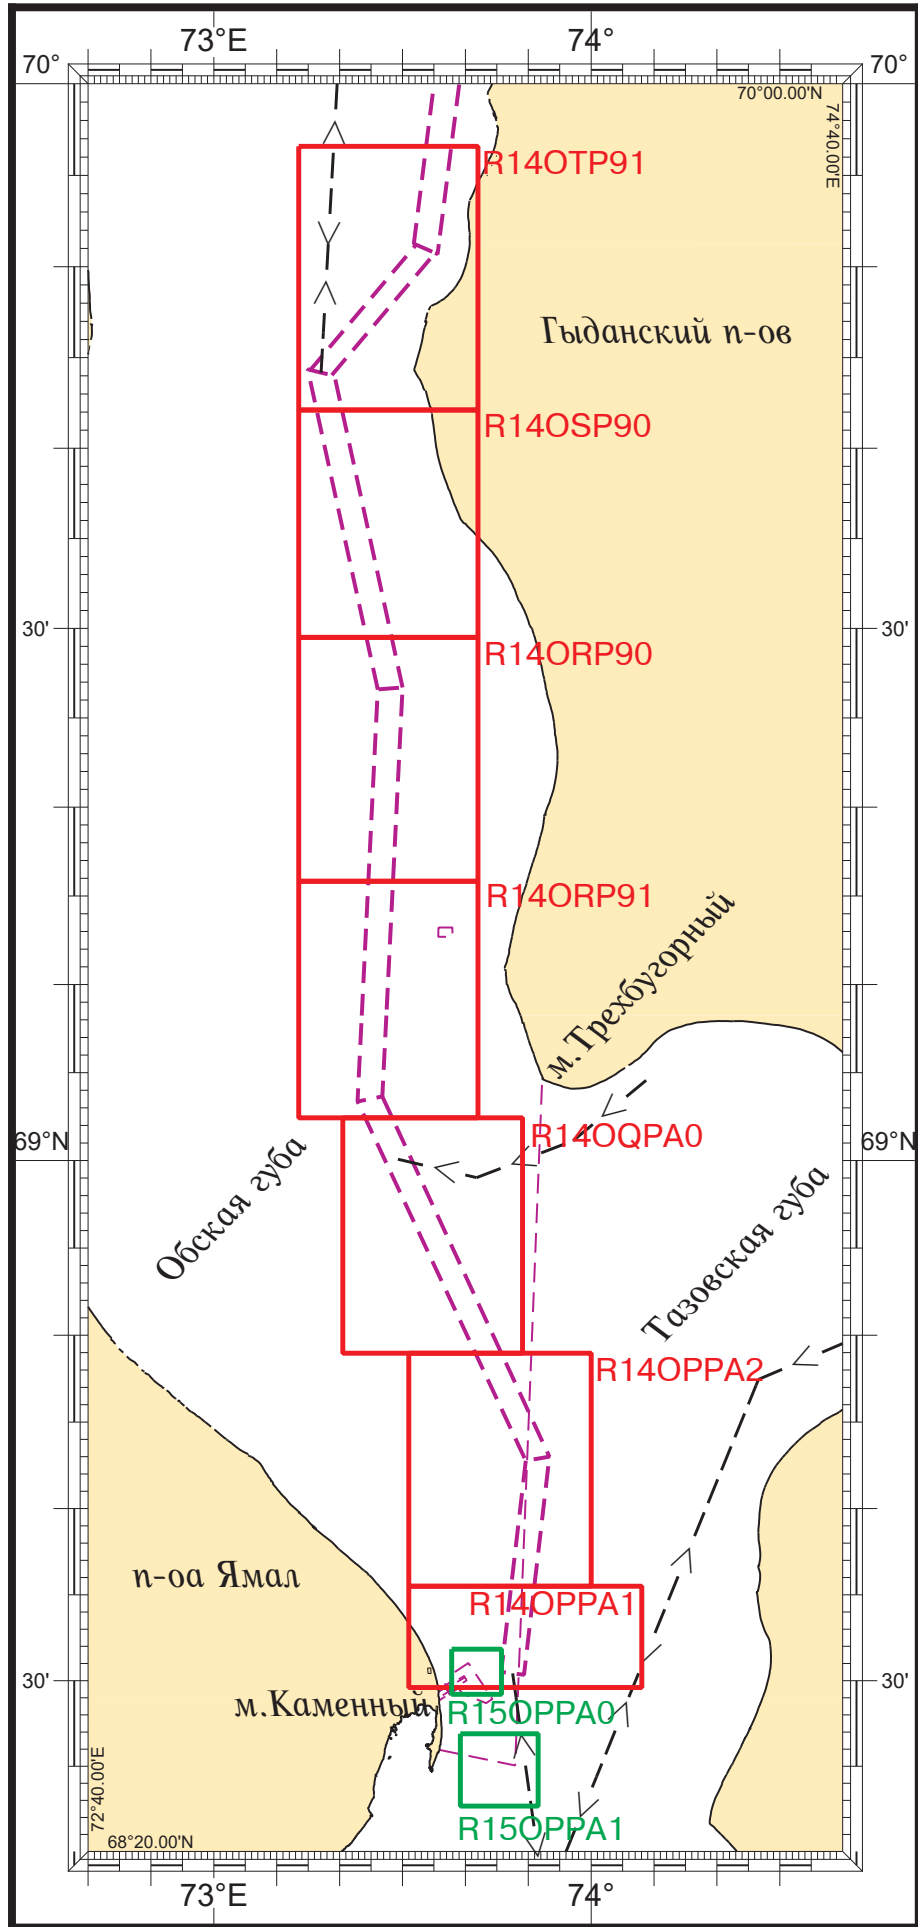 73°E
74°
70°
70°
70°00.00'N
74°40.00'E
R14OTP91
Гыданский п-ов
R14OSP90
30'
30'
R14ORP90
R14ORP91
м.Трехбугорный
69°N
69°N
R14OQPA0
Обская губа
Тазовская губа
R14OPPA2
п-оа Ямал
R14OPPA1
30'
30'
м.Каменный
R15OPPA0
R15OPPA1
72°40.00'E
68°20.00'N
73°E
74°